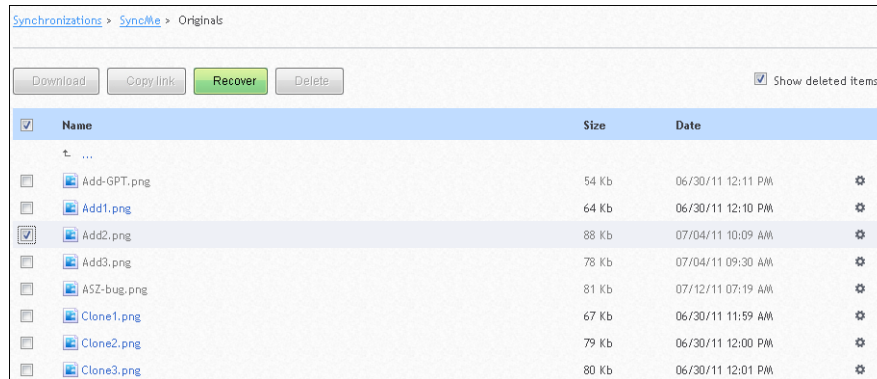 Synchronizations > SyncMe > Originals
Download Copy link Recover Delete Show deleted items
Name Size Date
...
Add-GPT.png 54 Kb 06/30/11 12:11 PM
Add1.png 64 Kb 06/30/11 12:10 PM
Add2.png 88 Kb 07/04/11 10:09 AM
Add3.png 78 Kb 07/04/11 09:30 AM
ASZ-bug.png 81 Kb 07/12/11 07:19 AM
Clone1.png 67 Kb 06/30/11 11:59 AM
Clone2.png 79 Kb 06/30/11 12:00 PM
Clone3.png 80 Kb 06/30/11 12:01 PM